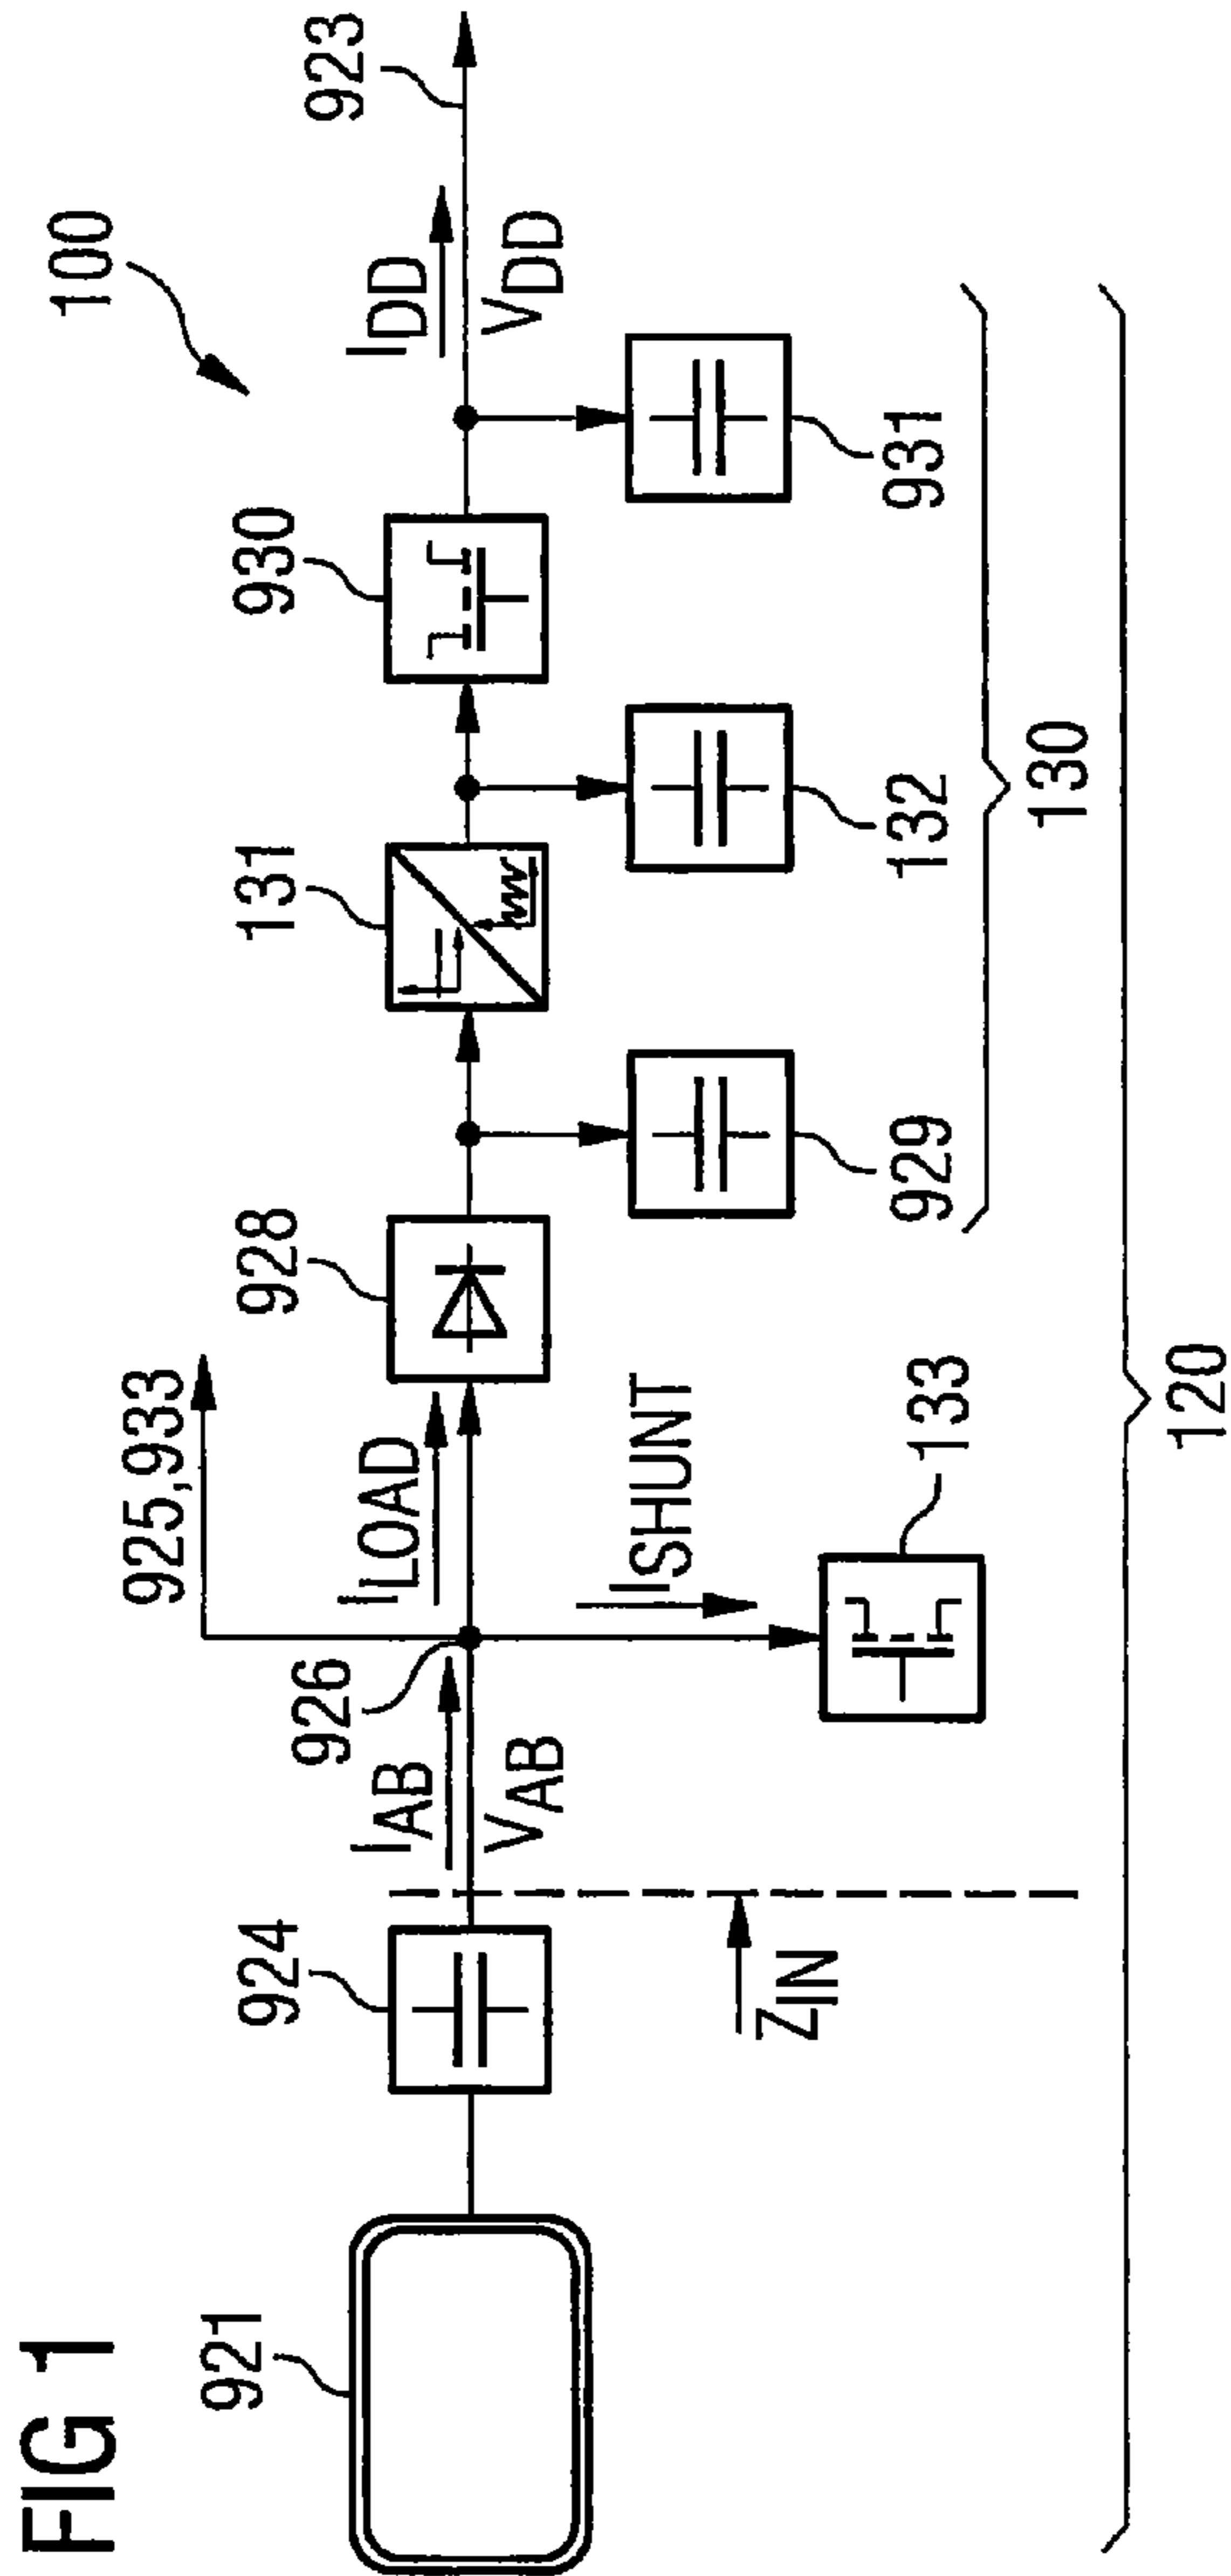 FIG 1
100
921
924
926
925,933
928
131
930
923
I_AB
V_AB
I_LOAD
I_SHUNT
I_DD
V_DD
Z_IN
133
929
132
931
130
120